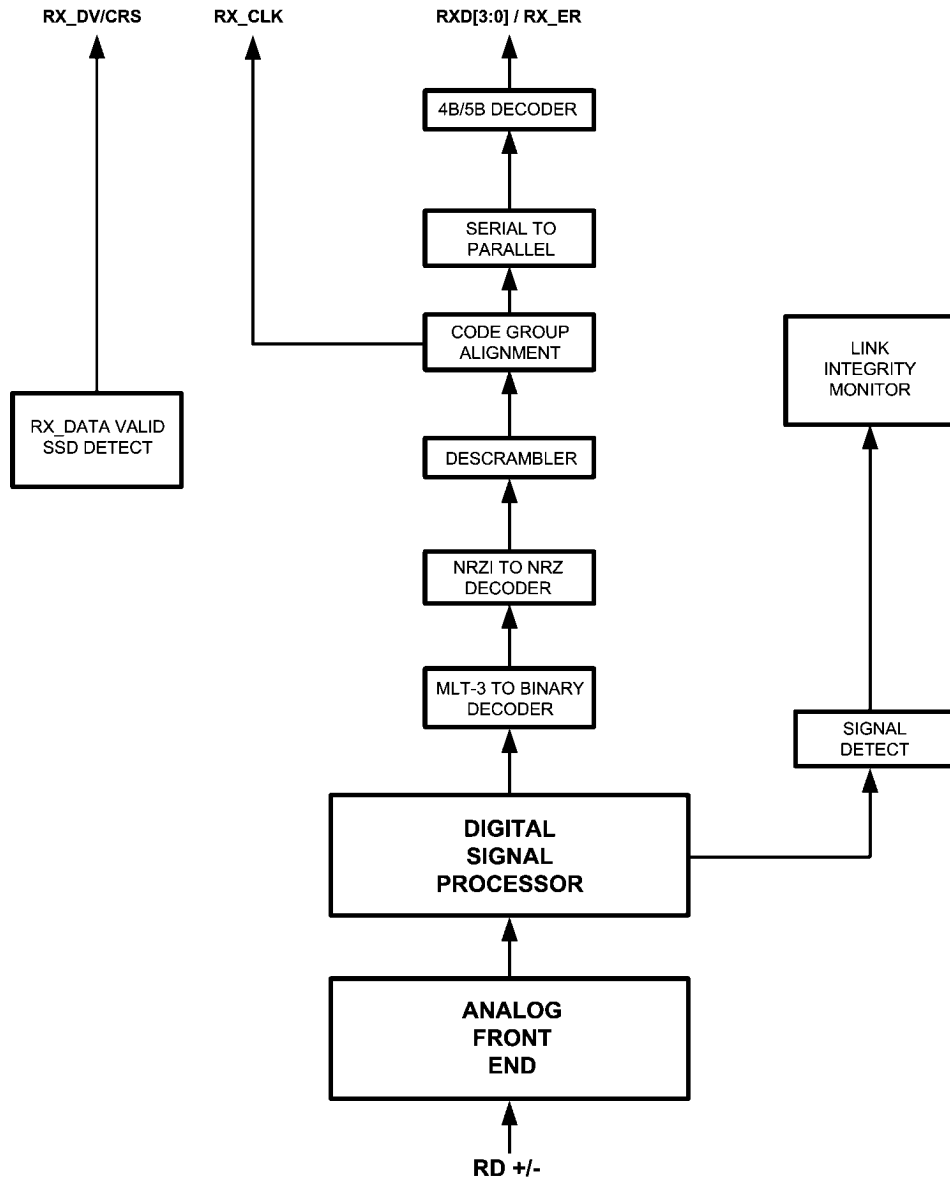 RX_DV/CRS
RX_CLK
RXD[3:0] / RX_ER
4B/5B DECODER
SERIAL TO
PARALLEL
CODE GROUP
ALIGNMENT
LINK
INTEGRITY
MONITOR
RX_DATA VALID
SSD DETECT
DESCRAMBLER
NRZI TO NRZ
DECODER
MLT-3 TO BINARY
DECODER
SIGNAL
DETECT
DIGITAL
SIGNAL
PROCESSOR
ANALOG
FRONT
END
RD +/-